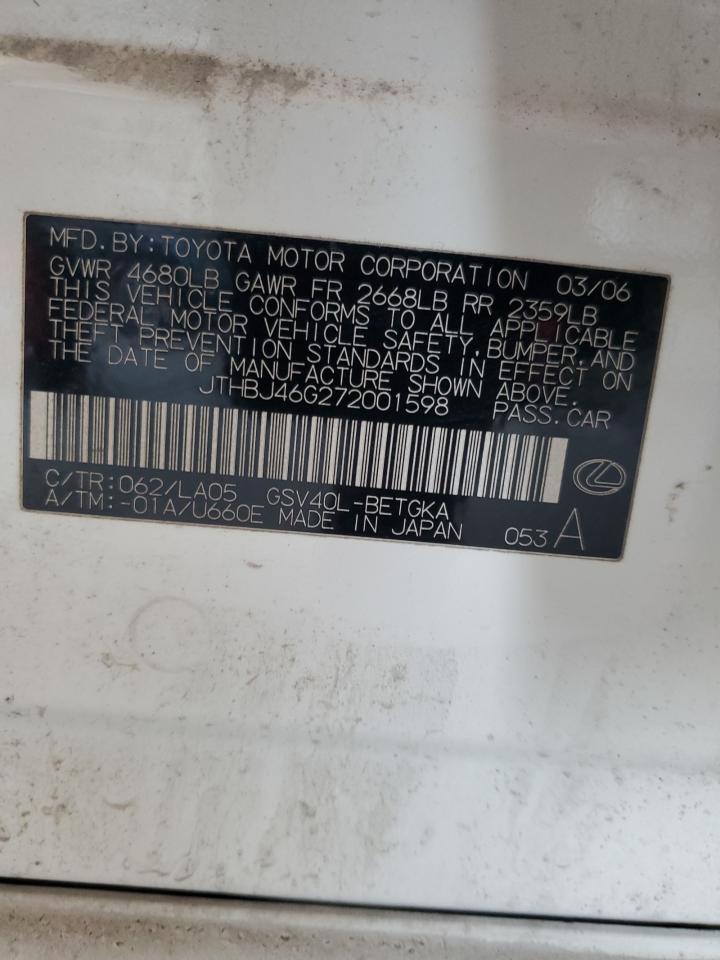 MFD.BY:TOYOTA MOTOR CORPORATION 03/06
GVWR 4680LB GAWR FR 2668LB RR 2359LB
THIS VEHICLE CONFORMS TO ALL APPLICABLE
FEDERAL MOTOR VEHICLE SAFETY,BUMPER,AND
THEFT PREVENTION STANDARDS IN EFFECT ON
THE DATE OF MANUFACTURE SHOWN ABOVE.
JTHBJ46G272001598 PASS.CAR
C/TR:062/LA05 GSV40L-BETGKA
A/TM:-01A/U660E MADE IN JAPAN 053 A